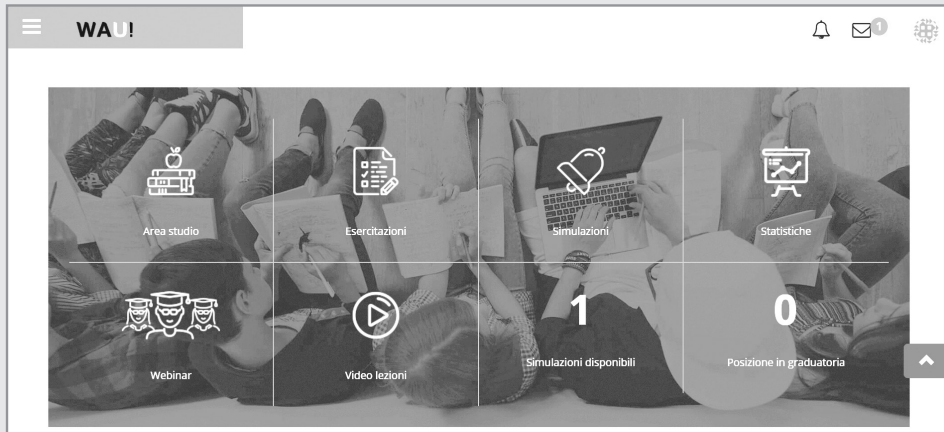 WAU!
1
Area studio
Esercitazioni
Simulazioni
Statistiche
1
0
Webinar
Video lezioni
Simulazioni disponibili
Posizione in graduatoria